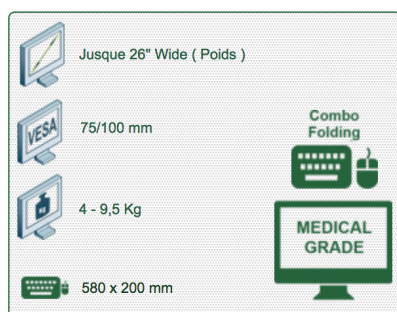 Jusque 26" Wide ( Poids )
VESA
75/100 mm
Combo
Folding
KG
4 - 9,5 Kg
MEDICAL
GRADE
580 x 200 mm